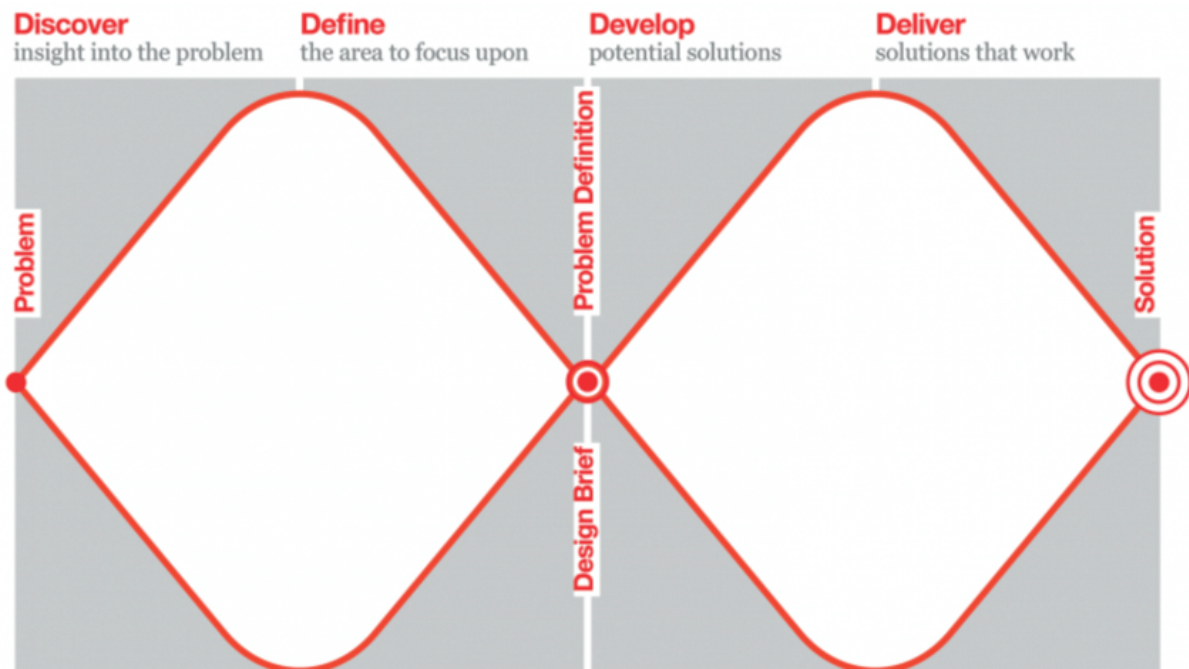 Discover
insight into the problem
Define
the area to focus upon
Develop
potential solutions
Deliver
solutions that work
Problem
Problem Definition
Design Brief
Solution